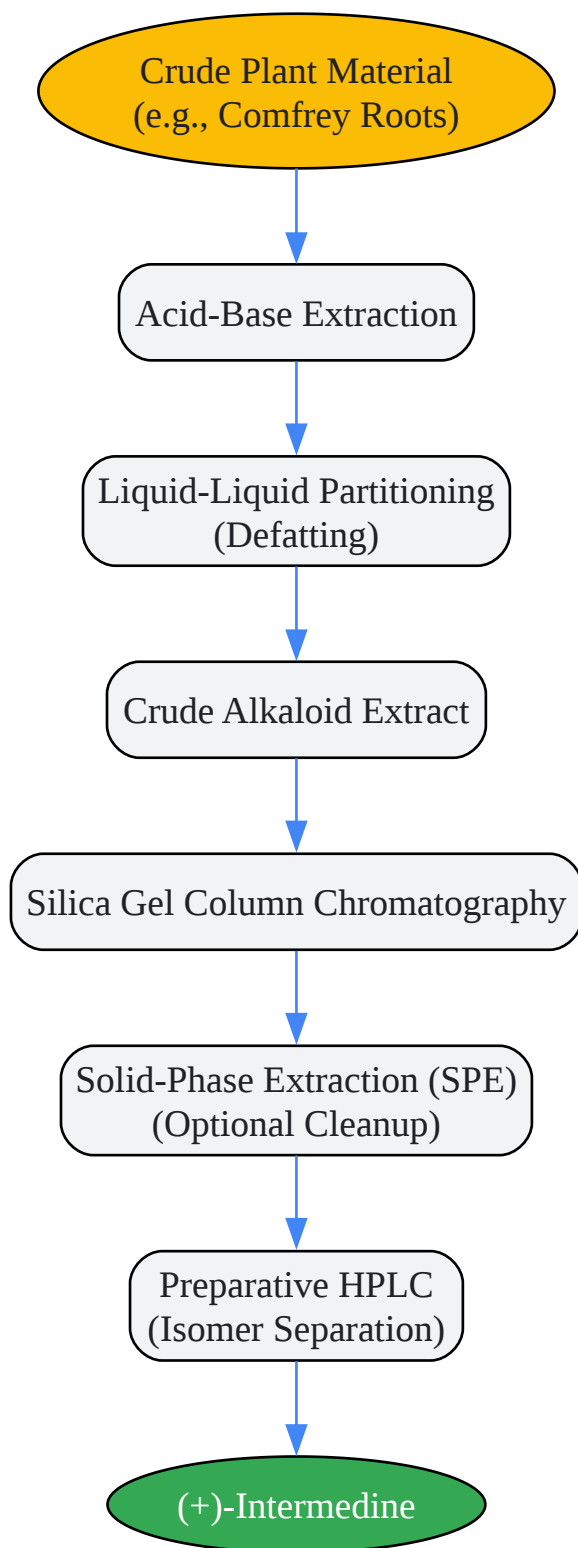 Crude Plant Material
(e.g., Comfrey Roots)
Acid-Base Extraction
Liquid-Liquid Partitioning
(Defatting)
Crude Alkaloid Extract
Silica Gel Column Chromatography
Solid-Phase Extraction (SPE)
(Optional Cleanup)
Preparative HPLC
(Isomer Separation)
(+)-Intermedine